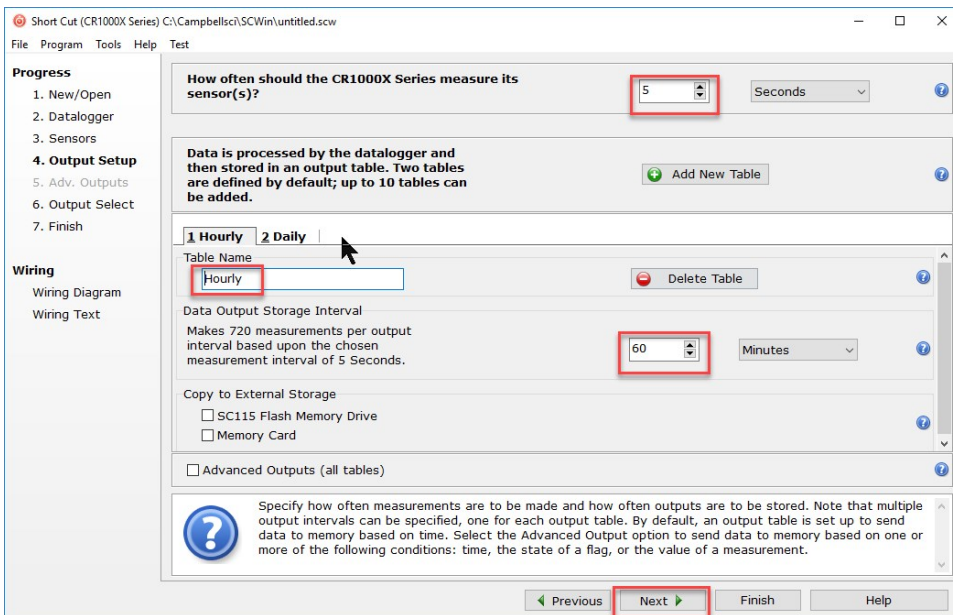 Short Cut (CR1000X Series) C:\Campbellsci\SCWin\untitled.scw
File Program Tools Help Test
Progress
1. New/Open
2. Datalogger
3. Sensors
4. Output Setup
5. Adv. Outputs
6. Output Select
7. Finish
Wiring
Wiring Diagram
Wiring Text
How often should the CR1000X Series measure its
sensor(s)?
5
Seconds
Data is processed by the datalogger and
then stored in an output table. Two tables
are defined by default; up to 10 tables can
be added.
Add New Table
1 Hourly 2 Daily
Table Name
Hourly
Delete Table
Data Output Storage Interval
Makes 720 measurements per output
interval based upon the chosen
measurement interval of 5 Seconds.
60
Minutes
Copy to External Storage
SC115 Flash Memory Drive
Memory Card
Advanced Outputs (all tables)
Specify how often measurements are to be made and how often outputs are to be stored. Note that multiple
output intervals can be specified, one for each output table. By default, an output table is set up to send
data to memory based on time. Select the Advanced Output option to send data to memory based on one or
more of the following conditions: time, the state of a flag, or the value of a measurement.
Previous
Next
Finish
Help